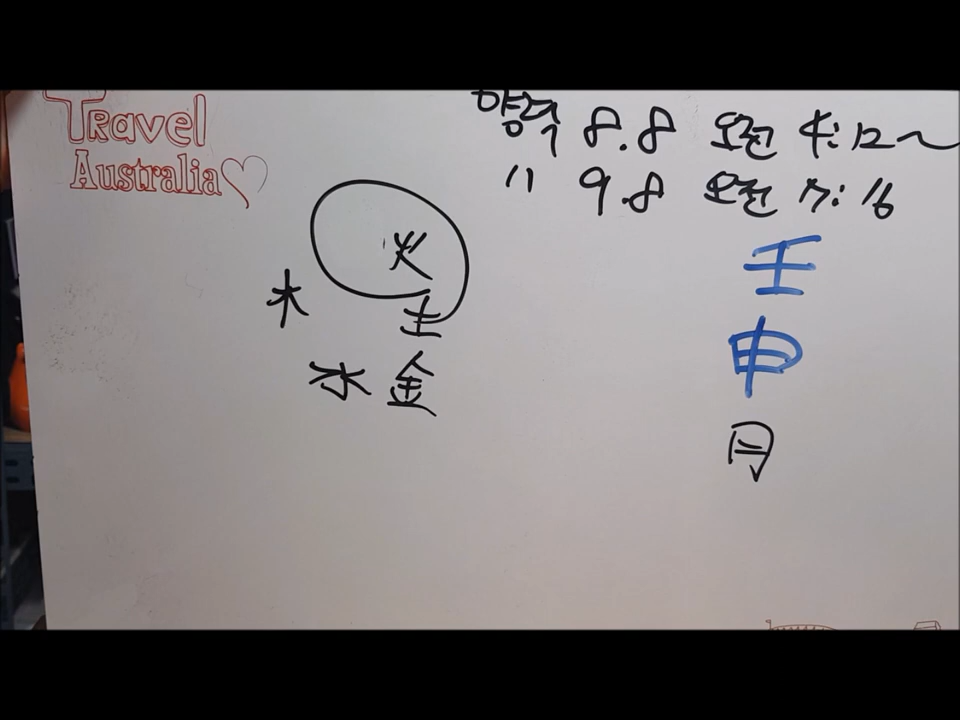 Travel
Australia♡
양력 8.8 오전 4:12~
〃 9.8 오전 7:16
火
木 土
水 金
壬
申
月